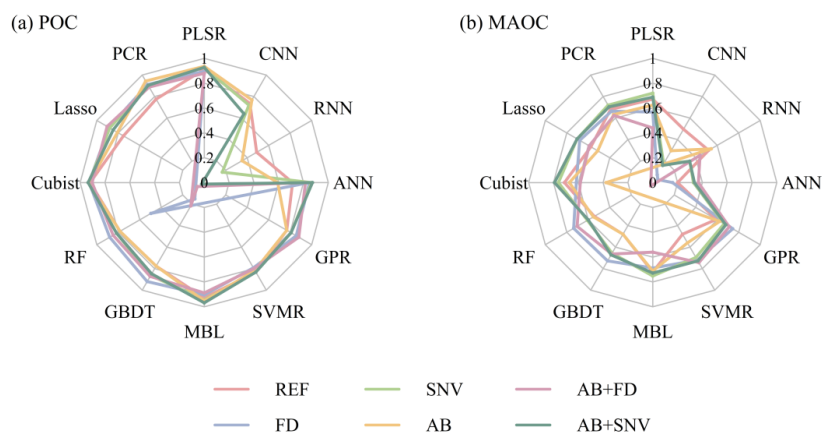 (a) POC
PLSR
CNN
RNN
ANN
GPR
SVMR
MBL
GBDT
RF
Cubist
Lasso
PCR
1
0.8
0.6
0.4
0.2
0
(b) MAOC
PLSR
CNN
RNN
ANN
GPR
SVMR
MBL
GBDT
RF
Cubist
Lasso
PCR
1
0.8
0.6
0.4
0.2
0
REF SNV AB+FD
FD AB AB+SNV